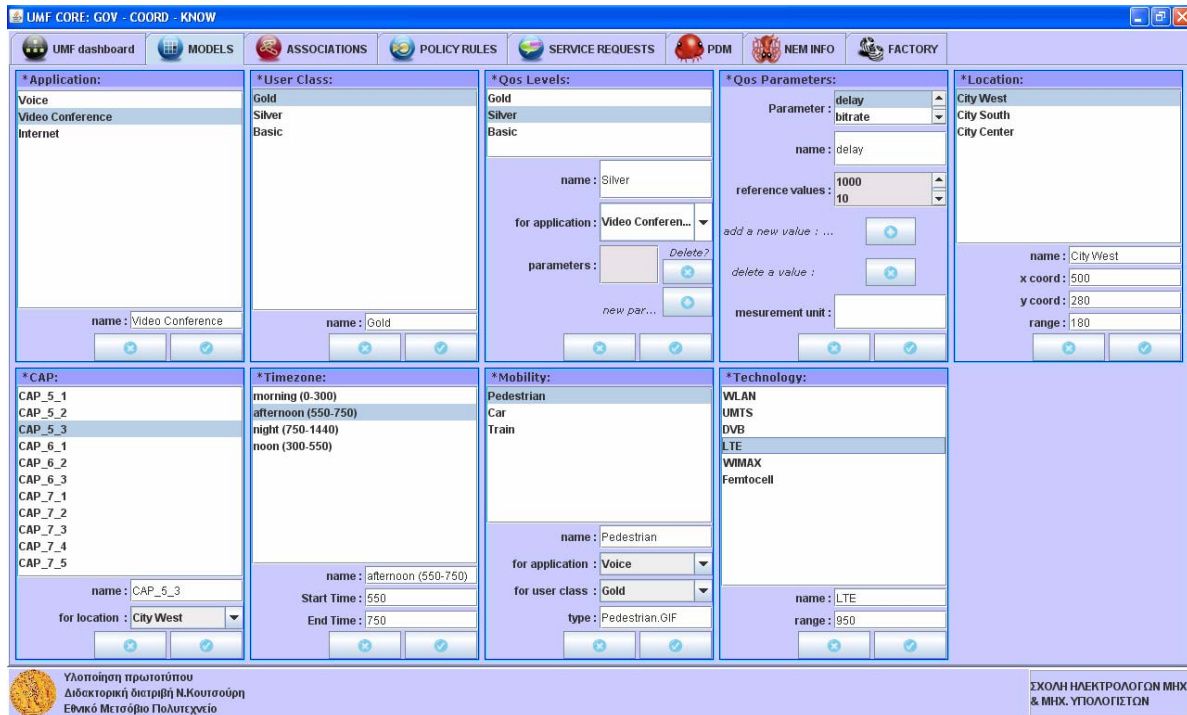 UMF CORE: GOV - COORD - KNOW
UMF dashboard
MODELS
ASSOCIATIONS
POLICY RULES
SERVICE REQUESTS
PDM
NEM INFO
FACTORY
*Application:
Voice
Video Conference
Internet
name : Video Conference
*User Class:
Gold
Silver
Basic
name : Gold
*Qos Levels:
Gold
Silver
Basic
name : Silver
for application : Video Conferen...
parameters :
Delete?
new par...
*Qos Parameters:
Parameter : delay
bitrate
name : delay
reference values : 1000
10
add a new value : ...
delete a value :
mesurement unit :
*Location:
City West
City South
City Center
name : City West
x coord : 500
y coord : 280
range : 180
*CAP:
CAP_5_1
CAP_5_2
CAP_5_3
CAP_6_1
CAP_6_2
CAP_6_3
CAP_7_1
CAP_7_2
CAP_7_3
CAP_7_4
CAP_7_5
name : CAP_5_3
for location : City West
*Timezone:
morning (0-300)
afternoon (550-750)
night (750-1440)
noon (300-550)
name : afternoon (550-750)
Start Time : 550
End Time : 750
*Mobility:
Pedestrian
Car
Train
name : Pedestrian
for application : Voice
for user class : Gold
type : Pedestrian.GIF
*Technology:
WLAN
UMTS
DVB
LTE
WIMAX
Femtocell
name : LTE
range : 950
Υλοποίηση πρωτοτύπου
Διδακτορική διατριβή Ν.Κουτσούρη
Εθνικό Μετσόβιο Πολυτεχνείο
ΣΧΟΛΗ ΗΛΕΚΤΡΟΛΟΓΩΝ ΜΗΧ
& ΜΗΧ. ΥΠΟΛΟΓΙΣΤΩΝ